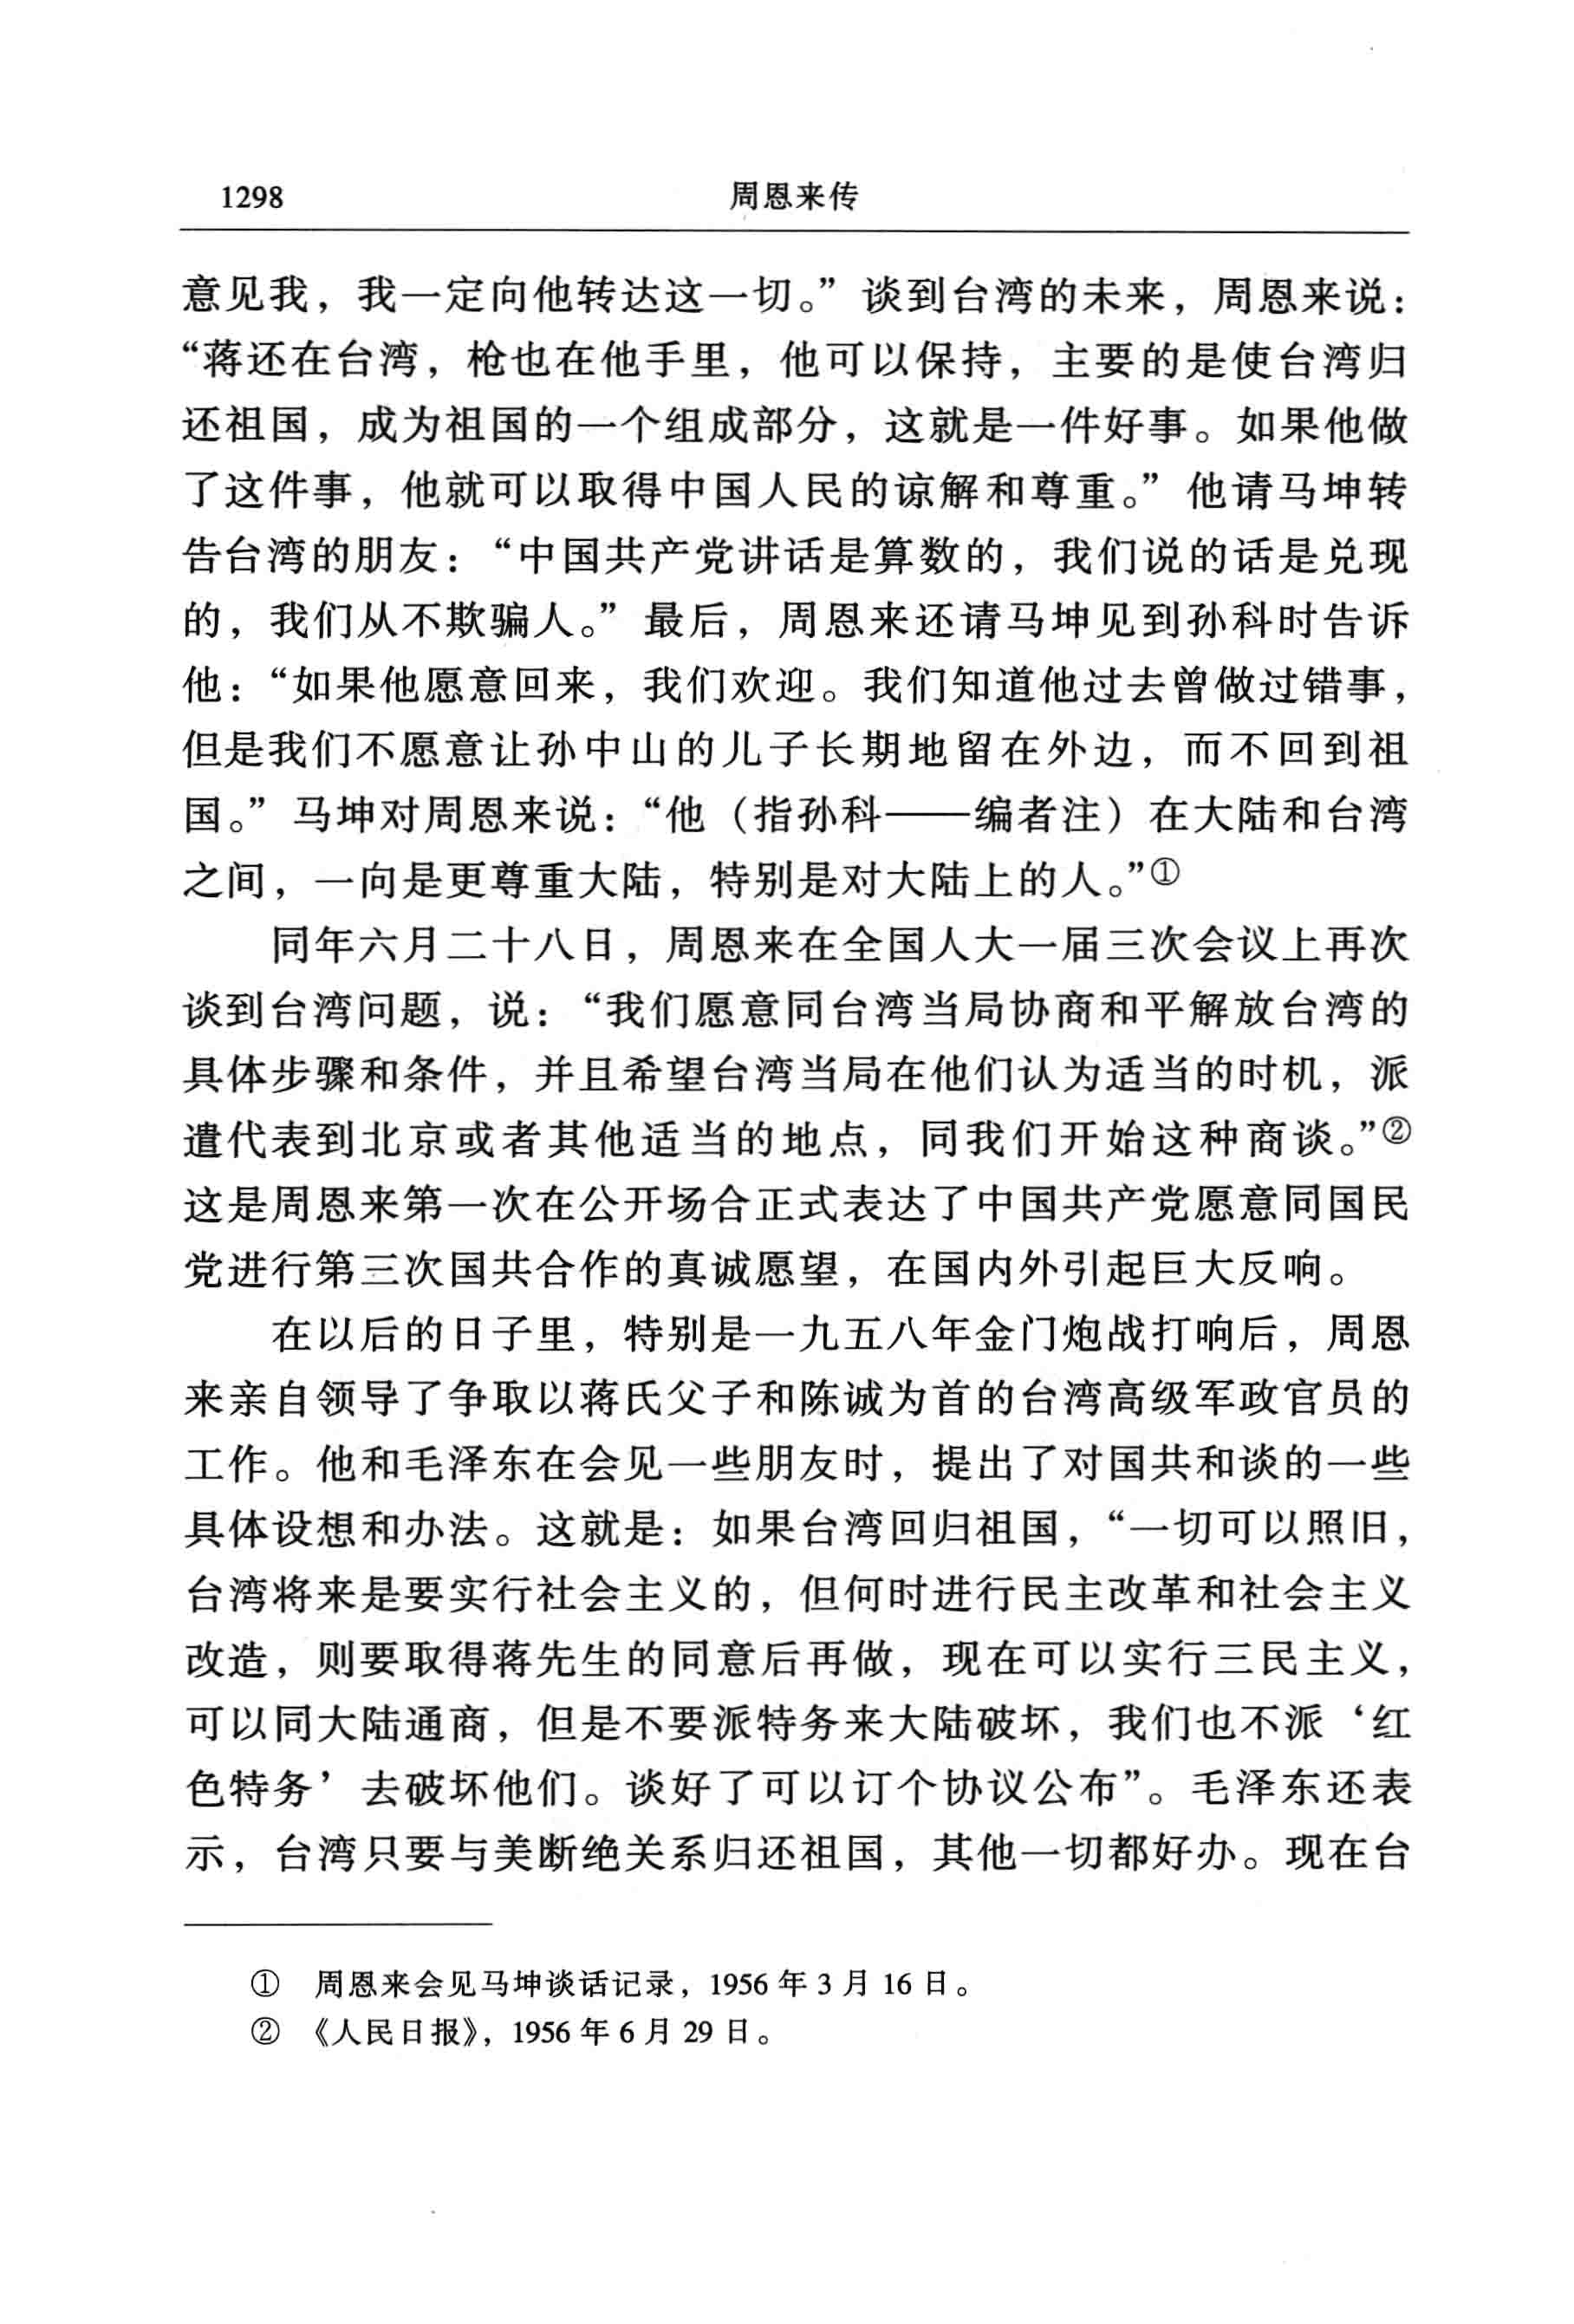 1298 周恩来传
意见我，我一定向他转达这一切。”谈到台湾的未来，周恩来说：
“蒋还在台湾，枪也在他手里，他可以保持，主要的是使台湾归
还祖国，成为祖国的一个组成部分，这就是一件好事。如果他做
了这件事，他就可以取得中国人民的谅解和尊重。”他请马坤转
告台湾的朋友：“中国共产党讲话是算数的，我们说的话是兑现
的，我们从不欺骗人。”最后，周恩来还请马坤见到孙科时告诉
他：“如果他愿意回来，我们欢迎。我们知道他过去曾做过错事，
但是我们不愿意让孙中山的儿子长期地留在外边，而不回到祖
国。”马坤对周恩来说：“他（指孙科——编者注）在大陆和台湾
之间，一向是更尊重大陆，特别是对大陆上的人。”①
同年六月二十八日，周恩来在全国人大一届三次会议上再次
谈到台湾问题，说：“我们愿意同台湾当局协商和平解放台湾的
具体步骤和条件，并且希望台湾当局在他们认为适当的时机，派
遣代表到北京或者其他适当的地点，同我们开始这种商谈。”②
这是周恩来第一次在公开场合正式表达了中国共产党愿意同国民
党进行第三次国共合作的真诚愿望，在国内外引起巨大反响。
在以后的日子里，特别是一九五八年金门炮战打响后，周恩
来亲自领导了争取以蒋氏父子和陈诚为首的台湾高级军政官员的
工作。他和毛泽东在会见一些朋友时，提出了对国共和谈的一些
具体设想和办法。这就是：如果台湾回归祖国，“一切可以照旧，
台湾将来是要实行社会主义的，但何时进行民主改革和社会主义
改造，则要取得蒋先生的同意后再做，现在可以实行三民主义，
可以同大陆通商，但是不要派特务来大陆破坏，我们也不派‘红
色特务’去破坏他们。谈好了可以订个协议公布”。毛泽东还表
示，台湾只要与美断绝关系归还祖国，其他一切都好办。现在台
① 周恩来会见马坤谈话记录，1956 年 3 月 16 日。
② 《人民日报》，1956 年 6 月 29 日。